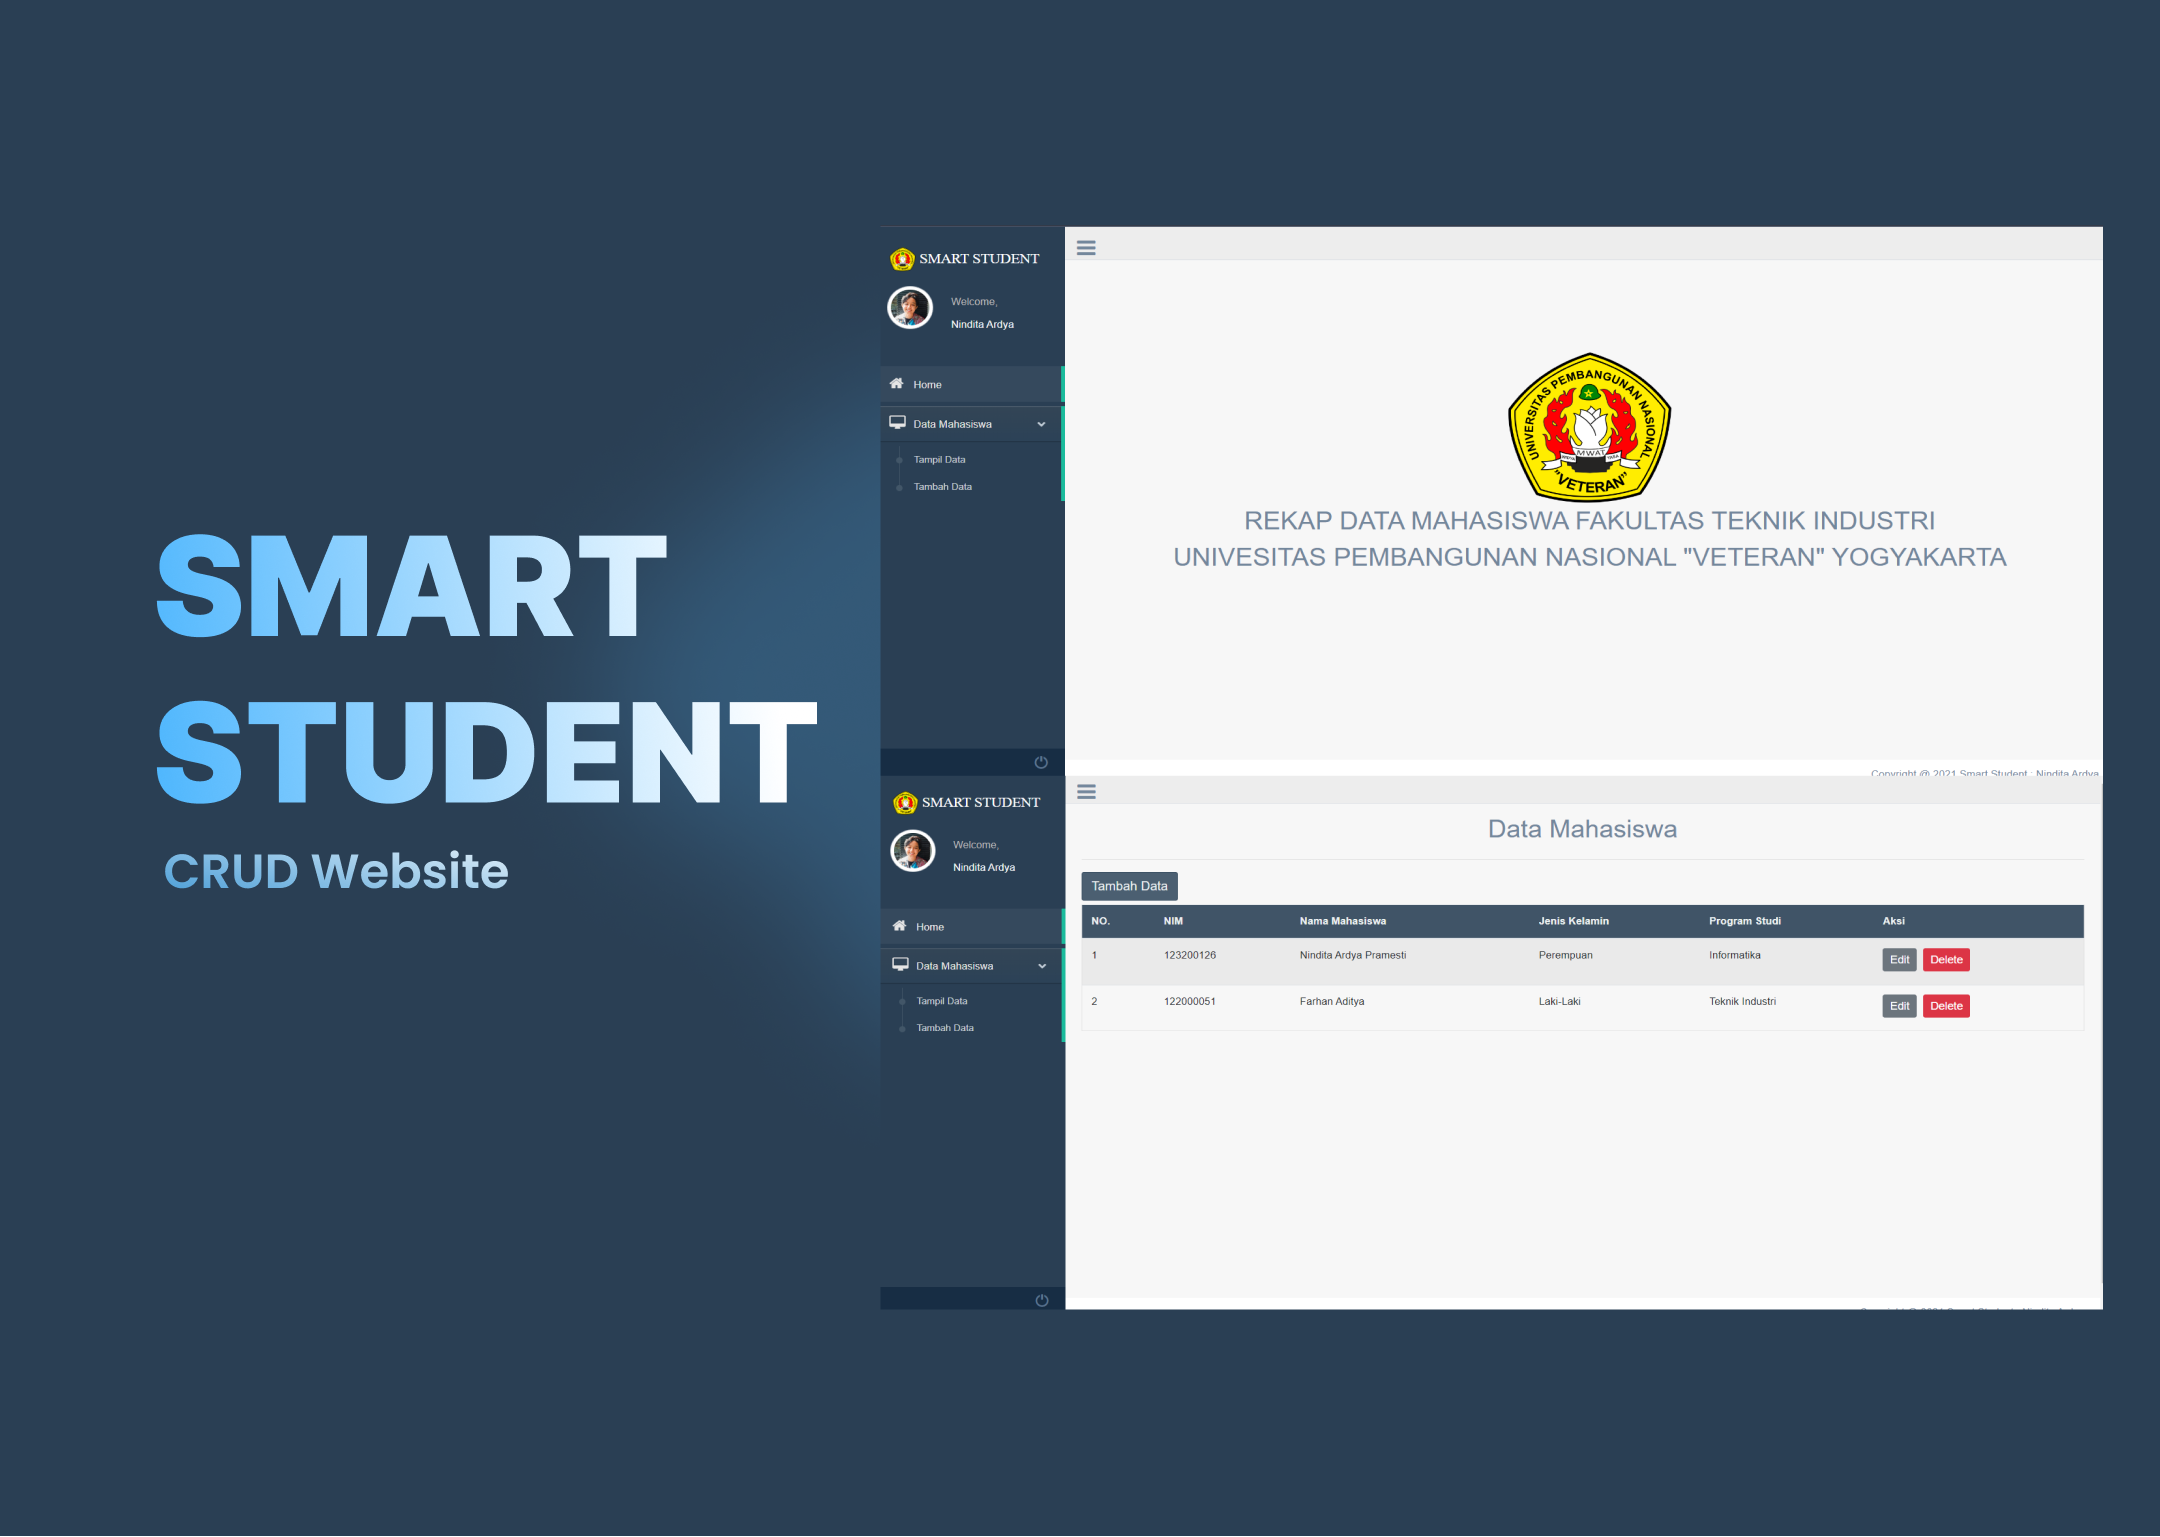 SMART
STUDENT
CRUD Website
SMART STUDENT
Welcome,
Nindita Ardya
Home
Data Mahasiswa
Tampil Data
Tambah Data
UNIVERSITAS PEMBANGUNAN NASIONAL
MWAT
"VETERAN"
REKAP DATA MAHASISWA FAKULTAS TEKNIK INDUSTRI
UNIVESITAS PEMBANGUNAN NASIONAL "VETERAN" YOGYAKARTA
Copyright @ 2021 Smart Student : Nindita Ardya
SMART STUDENT
Welcome,
Nindita Ardya
Home
Data Mahasiswa
Tampil Data
Tambah Data
Data Mahasiswa
Tambah Data
NO. NIM Nama Mahasiswa Jenis Kelamin Program Studi Aksi
1 123200126 Nindita Ardya Pramesti Perempuan Informatika Edit Delete
2 122000051 Farhan Aditya Laki-Laki Teknik Industri Edit Delete